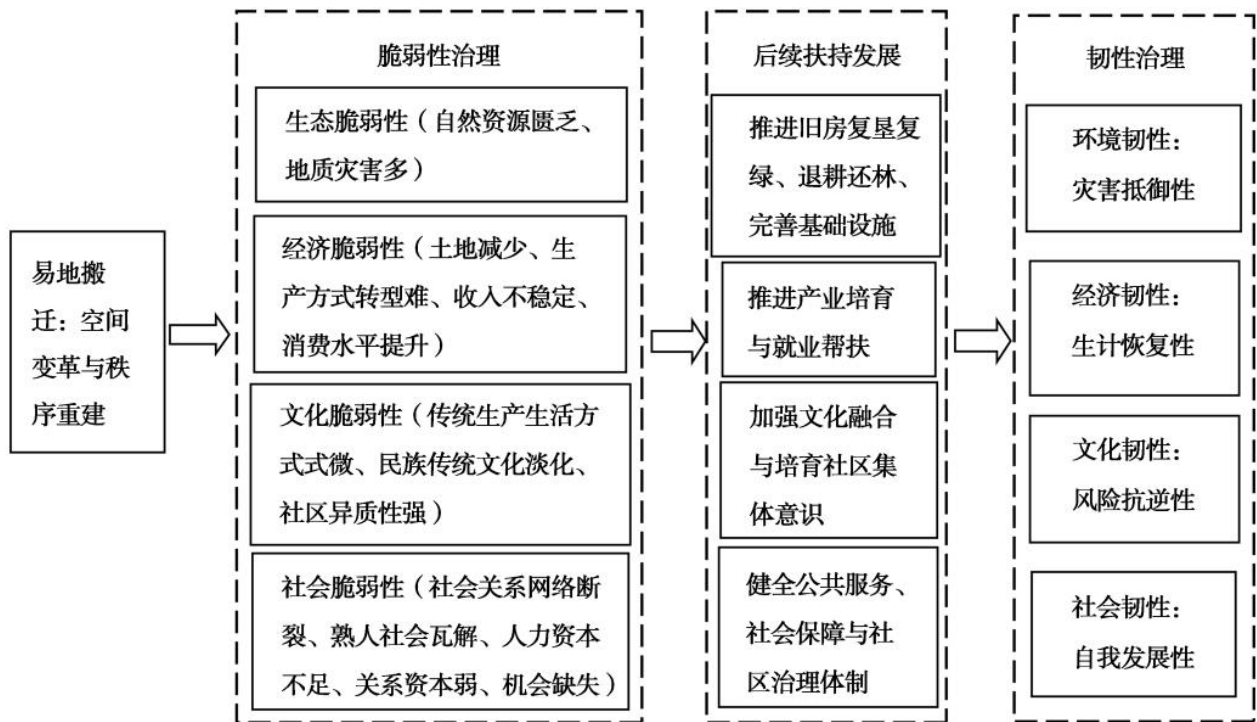 易地搬
迁：空间
变革与秩
序重建
脆弱性治理
生态脆弱性（自然资源匮乏、
地质灾害多）
经济脆弱性（土地减少、生
产方式转型难、收入不稳定、
消费水平提升）
文化脆弱性（传统生产生活方
式式微、民族传统文化淡化、
社区异质性强）
社会脆弱性（社会关系网络断
裂、熟人社会瓦解、人力资本
不足、关系资本弱、机会缺失）
后续扶持发展
推进旧房复垦复
绿、退耕还林、
完善基础设施
推进产业培育
与就业帮扶
加强文化融合
与培育社区集
体意识
健全公共服务、
社会保障与社
区治理体制
韧性治理
环境韧性：
灾害抵御性
经济韧性：
生计恢复性
文化韧性：
风险抗逆性
社会韧性：
自我发展性